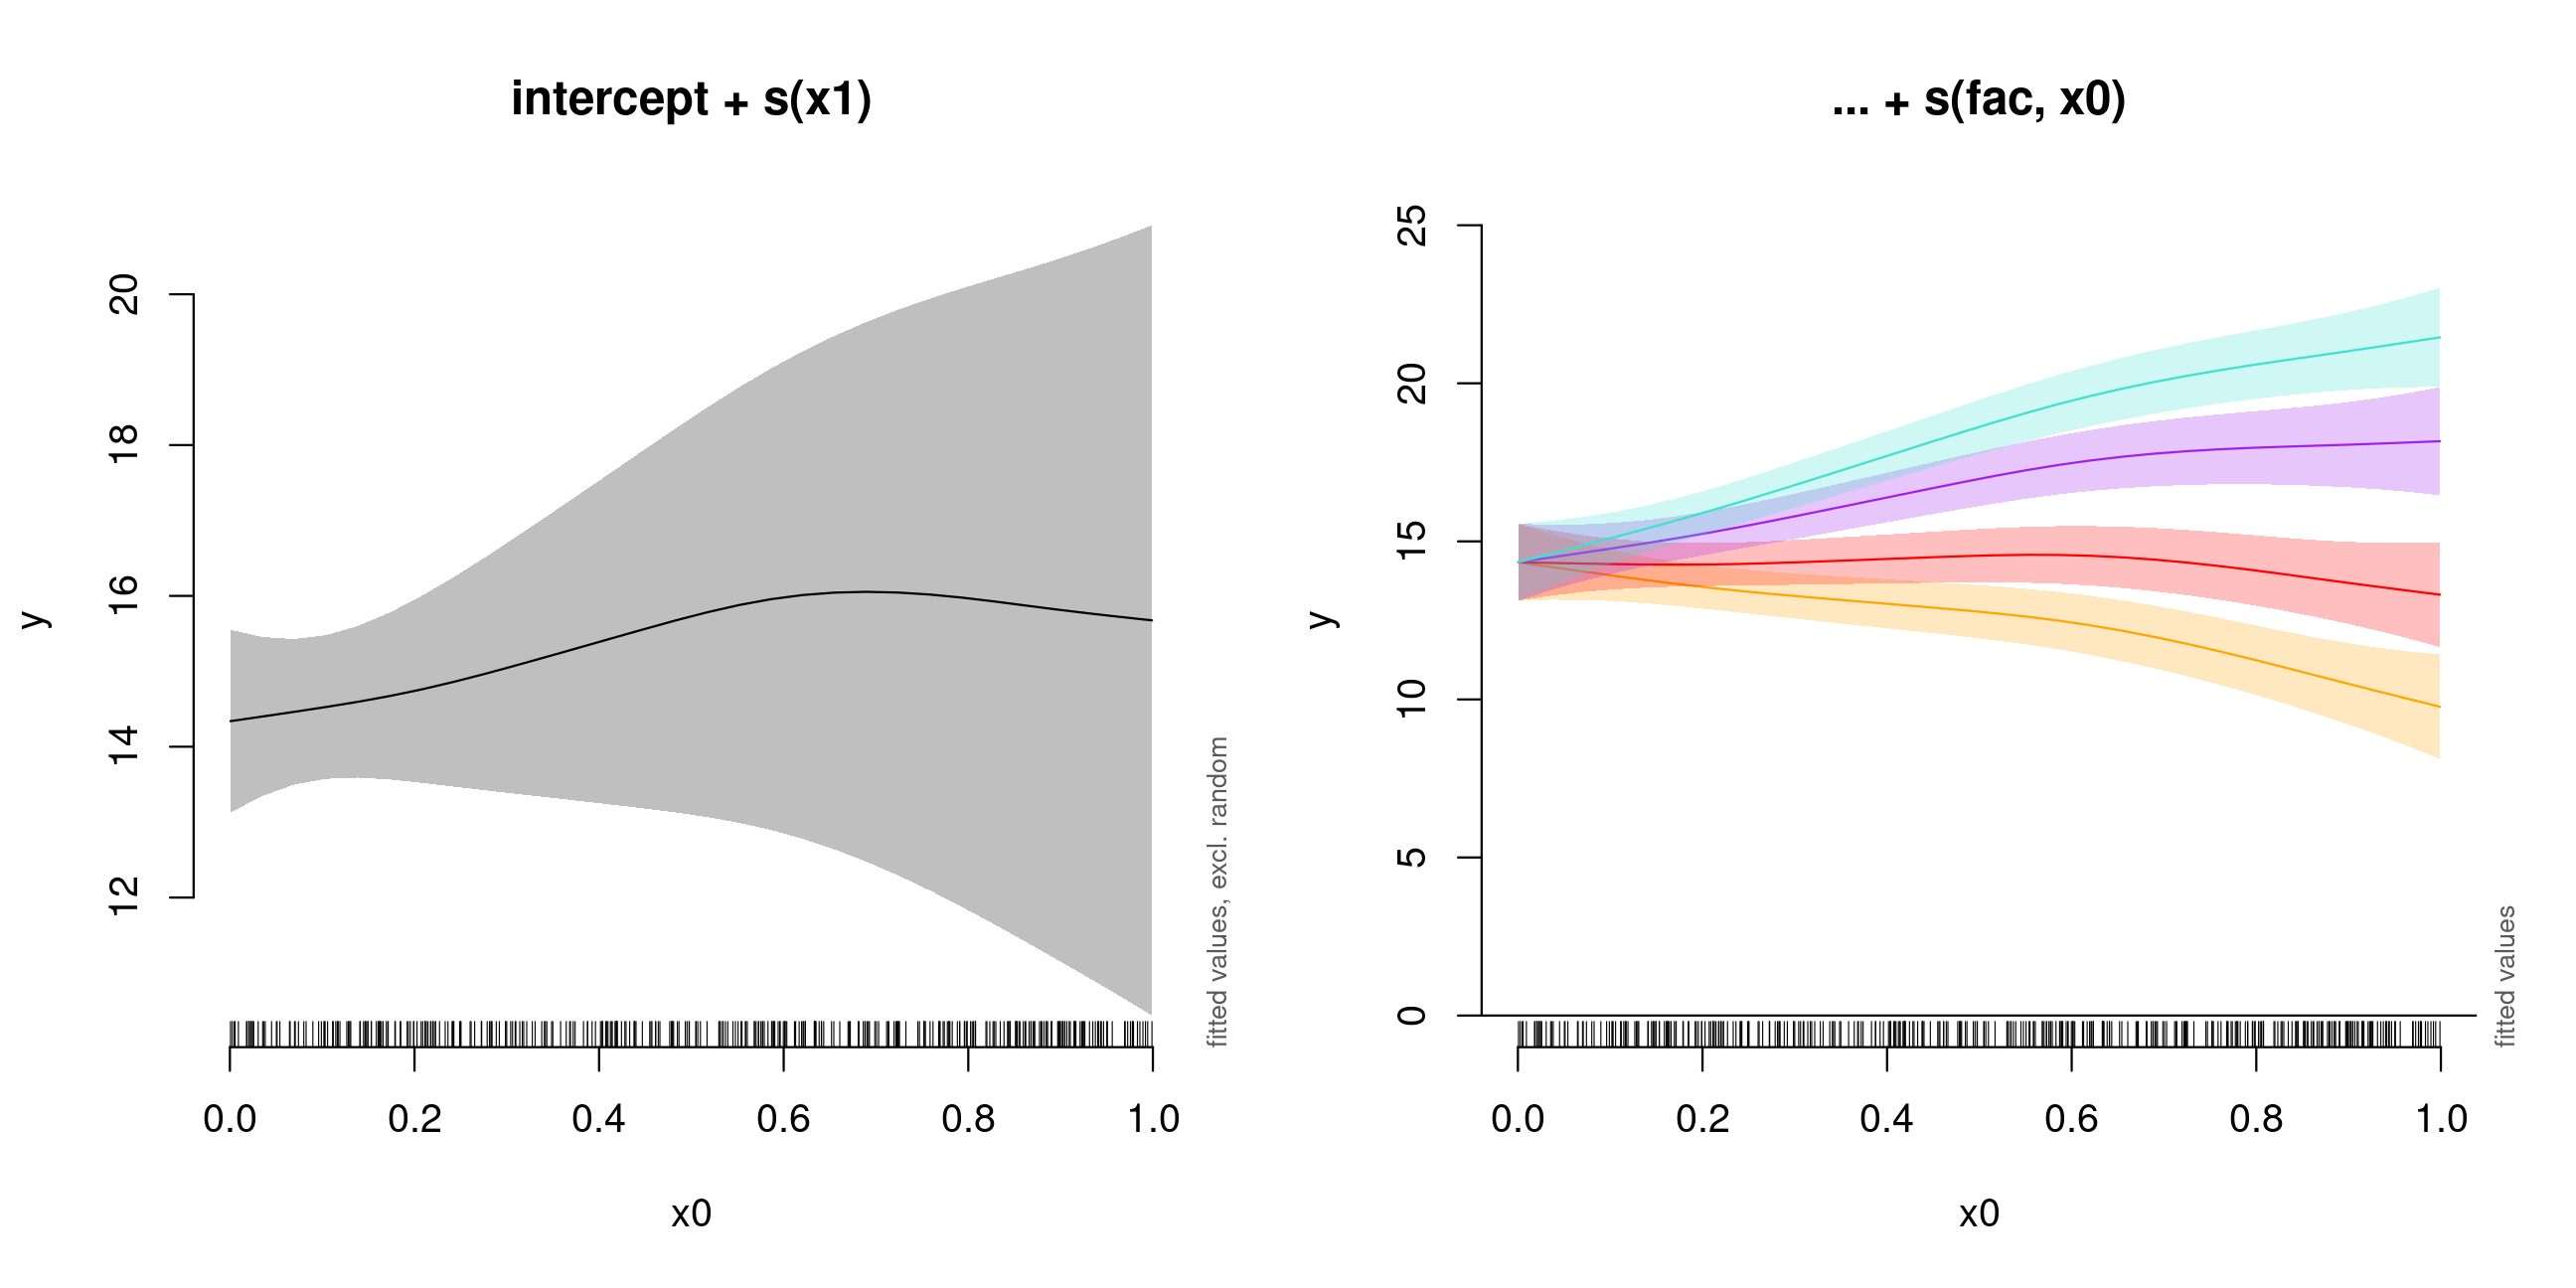 intercept + s(x1)
y
20
18
16
14
12
0.0 0.2 0.4 0.6 0.8 1.0
x0
fitted values, excl. random
... + s(fac, x0)
y
25
20
15
10
5
0
0.0 0.2 0.4 0.6 0.8 1.0
x0
fitted values